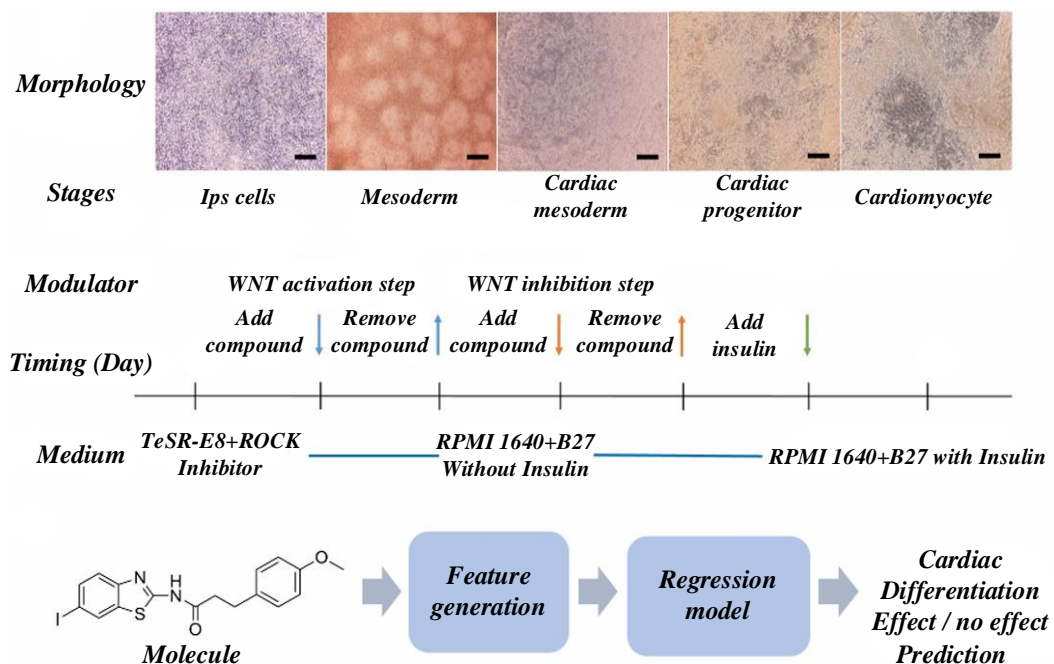 Morphology
Stages
Ips cells
Mesoderm
Cardiac
mesoderm
Cardiac
progenitor
Cardiomyocyte
Modulator
WNT activation step
WNT inhibition step
Add
compound
Remove
compound
Add
compound
Remove
compound
Add
insulin
Timing (Day)
Medium
TeSR-E8+ROCK
Inhibitor
RPMI 1640+B27
Without Insulin
RPMI 1640+B27 with Insulin
I
N
S
H
N
O
O
Molecule
Feature
generation
Regression
model
Cardiac
Differentiation
Effect / no effect
Prediction